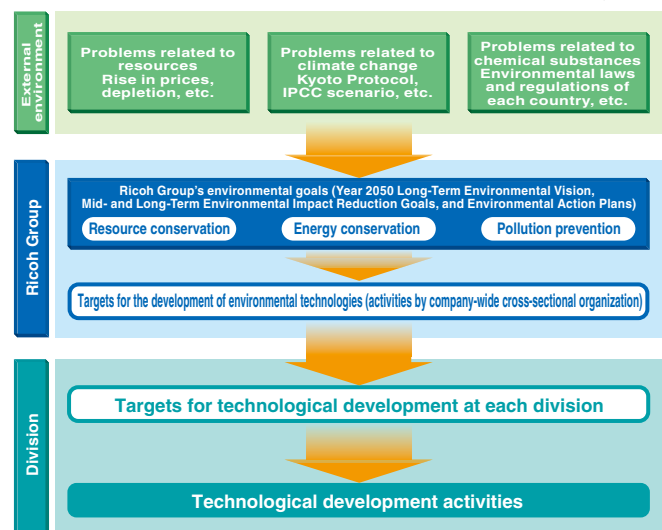 External
environment
Problems related to
resources
Rise in prices,
depletion, etc.
Problems related to
climate change
Kyoto Protocol,
IPCC scenario, etc.
Problems related to
chemical substances
Environmental laws
and regulations of
each country, etc.
Ricoh Group
Ricoh Group's environmental goals (Year 2050 Long-Term Environmental Vision,
Mid- and Long-Term Environmental Impact Reduction Goals, and Environmental Action Plans)
Resource conservation
Energy conservation
Pollution prevention
Targets for the development of environmental technologies (activities by company-wide cross-sectional organization)
Division
Targets for technological development at each division
Technological development activities